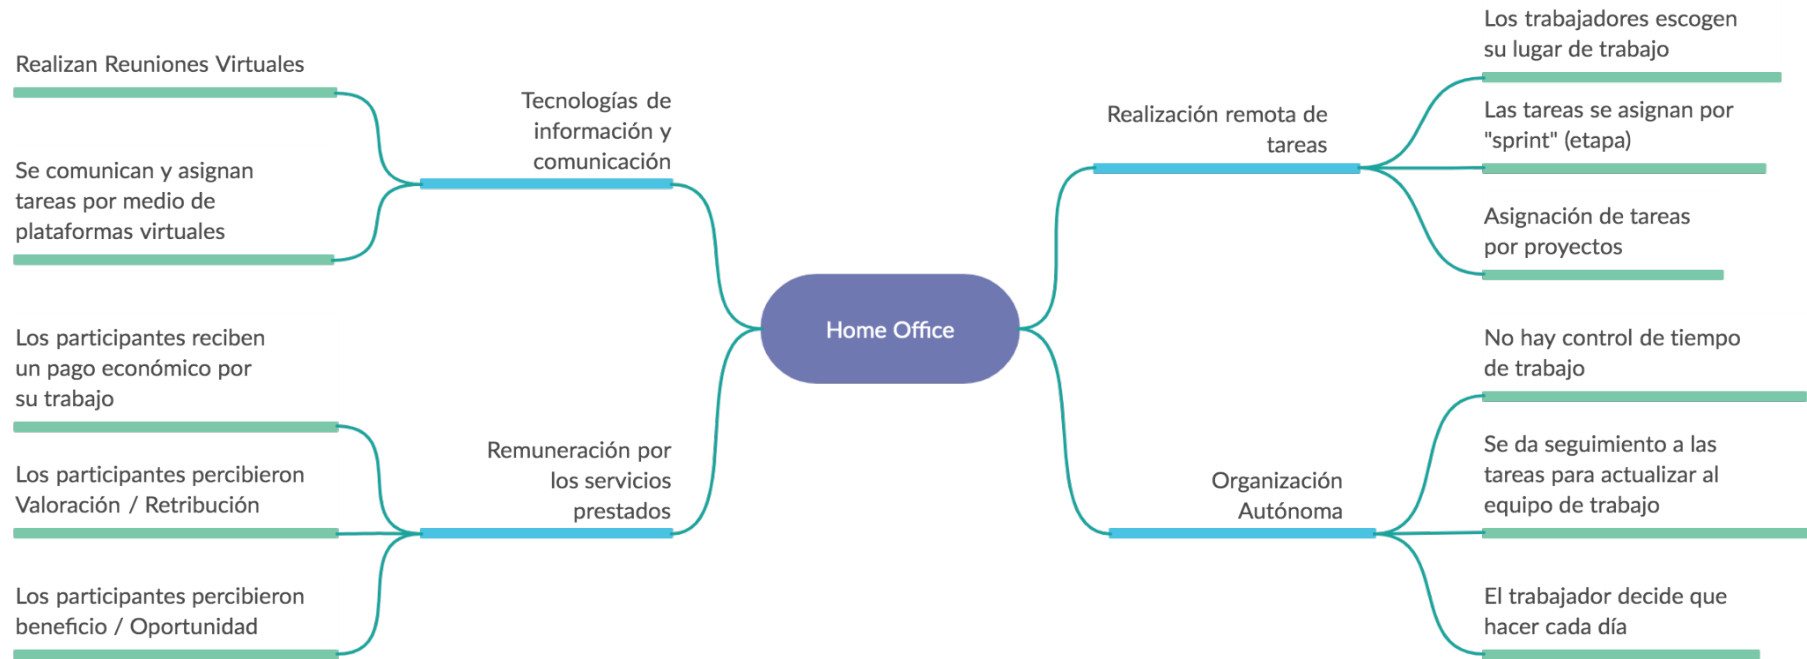 Realizan Reuniones Virtuales
Se comunican y asignan
tareas por medio de
plataformas virtuales
Tecnologías de
información y
comunicación
Los participantes reciben
un pago económico por
su trabajo
Los participantes percibieron
Valoración / Retribución
Los participantes percibieron
beneficio / Oportunidad
Remuneración por
los servicios
prestados
Home Office
Realización remota de
tareas
Los trabajadores escogen
su lugar de trabajo
Las tareas se asignan por
"sprint" (etapa)
Asignación de tareas
por proyectos
Organización
Autónoma
No hay control de tiempo
de trabajo
Se da seguimiento a las
tareas para actualizar al
equipo de trabajo
El trabajador decide que
hacer cada día